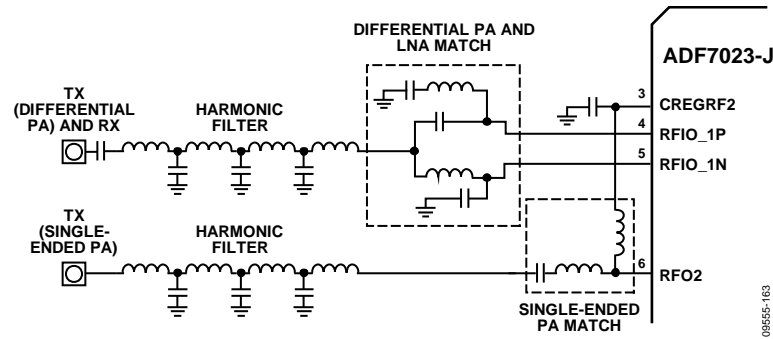 DIFFERENTIAL PA AND
LNA MATCH
ADF7023-J
TX
(DIFFERENTIAL
PA) AND RX
HARMONIC
FILTER
3
CREGRF2
4
RFIO_1P
5
RFIO_1N
TX
(SINGLE-
ENDED PA)
HARMONIC
FILTER
6
RFO2
SINGLE-ENDED
PA MATCH
09555-163